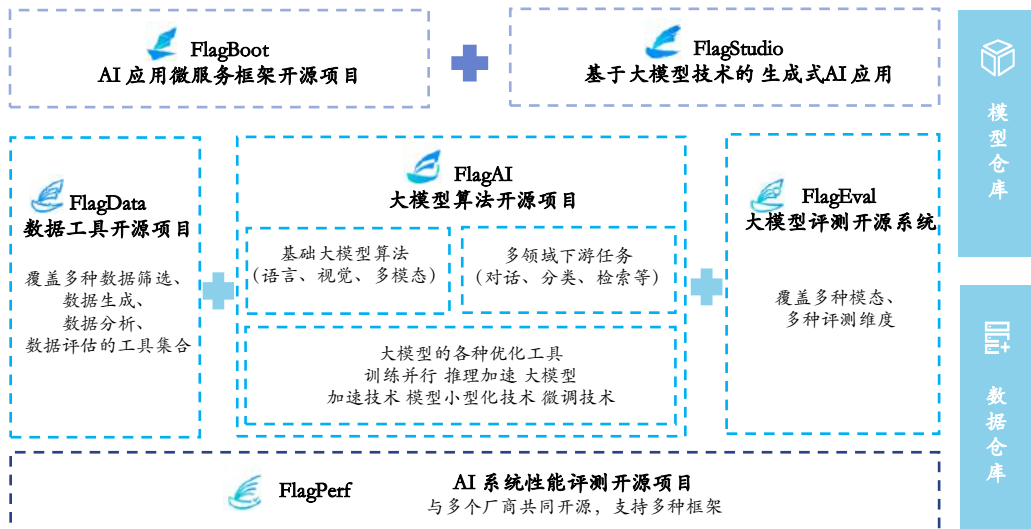 FlagBoot
AI 应用微服务框架开源项目
FlagStudio
基于大模型技术的 生成式AI 应用
模型仓库
FlagData
数据工具开源项目
覆盖多种数据筛选、
数据生成、
数据分析、
数据评估的工具集合
FlagAI
大模型算法开源项目
基础大模型算法
（语言、视觉、多模态）
多领域下游任务
（对话、分类、检索等）
大模型的各种优化工具
训练并行 推理加速 大模型
加速技术 模型小型化技术 微调技术
FlagEval
大模型评测开源系统
覆盖多种模态、
多种评测维度
数据仓库
FlagPerf
AI 系统性能评测开源项目
与多个厂商共同开源，支持多种框架